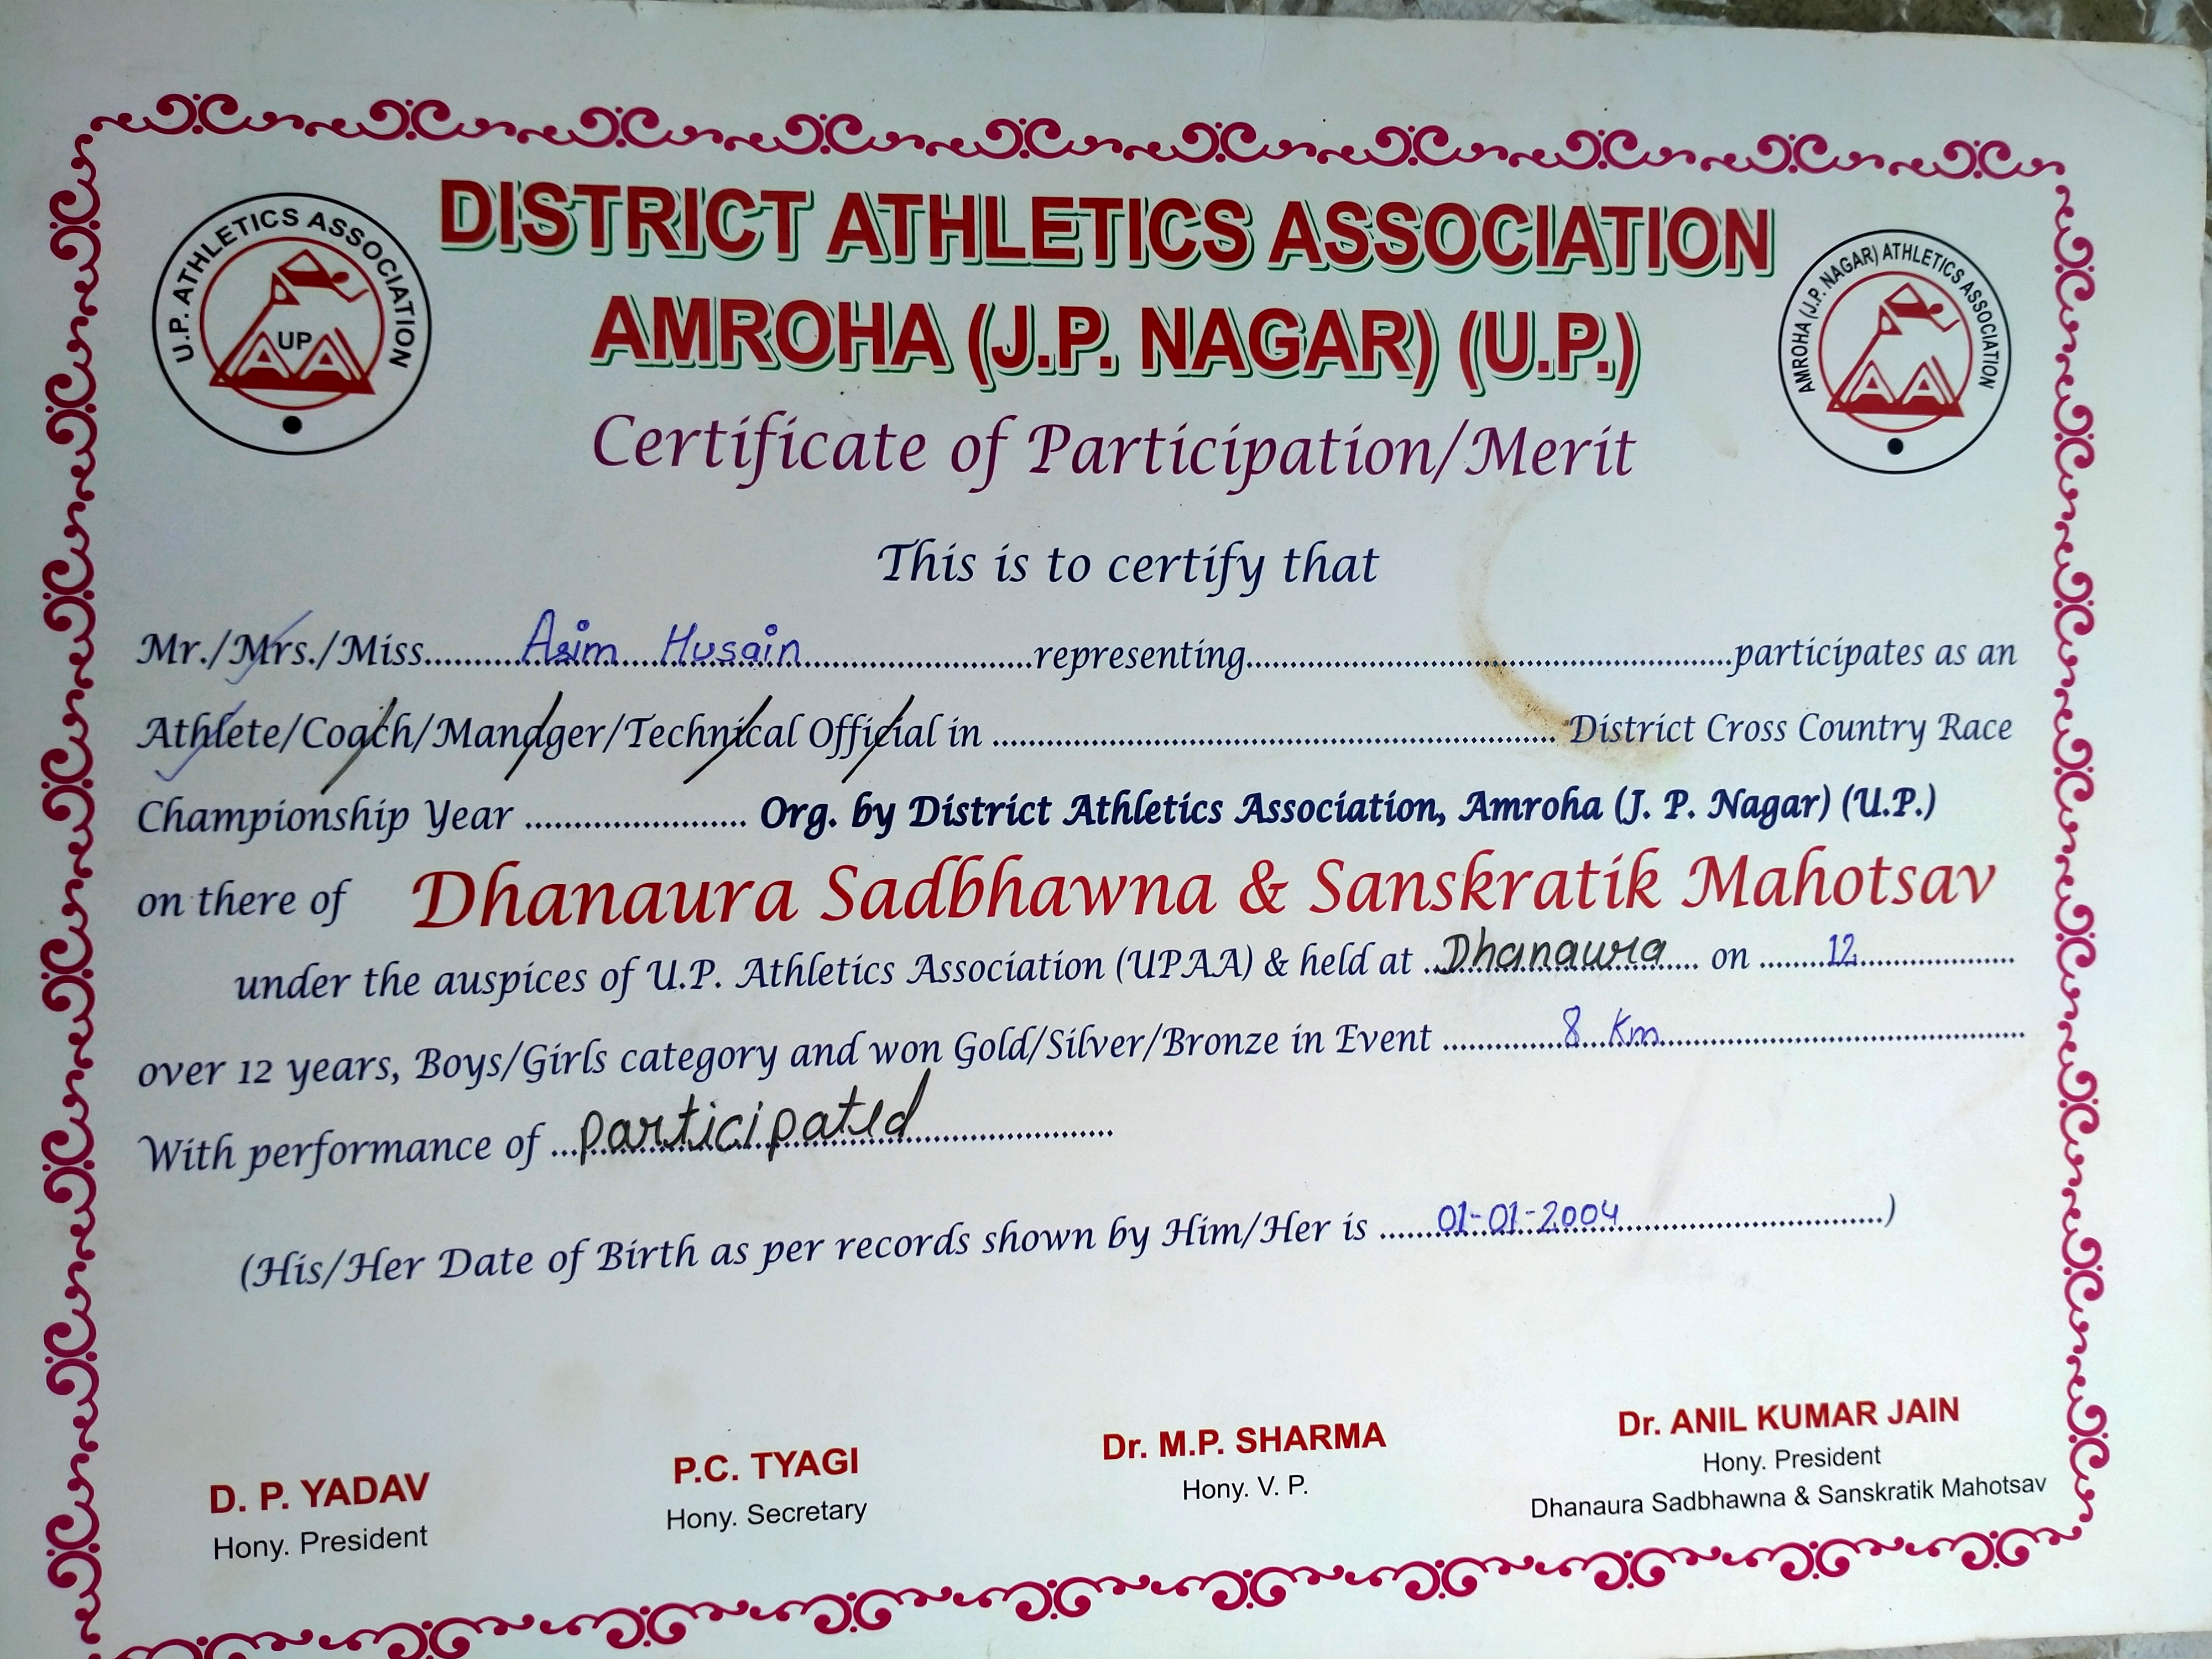 DISTRICT ATHLETICS ASSOCIATION
AMROHA (J.P. NAGAR) (U.P.)
U.P. ATHLETICS ASSOCIATION
UP
AA
AMROHA (J.P. NAGAR) ATHLETICS ASSOCIATION
AA
Certificate of Participation/Merit
This is to certify that
Mr./Mrs./Miss.......Asim Husain.......representing..............................participates as an
Athlete/Coach/Manager/Technical Official in .............................. District Cross Country Race
Championship Year ....................... Org. by District Athletics Association, Amroha (J. P. Nagar) (U.P.)
on there of Dhanaura Sadbhawna & Sanskratik Mahotsav
under the auspices of U.P. Athletics Association (UPAA) & held at ..Dhanaura.... on ........12....................
over 12 years, Boys/Girls category and won Gold/Silver/Bronze in Event ..............8 Km..............................
With performance of ...participated.........................
(His/Her Date of Birth as per records shown by Him/Her is ......01-01-2004..............................)
D. P. YADAV
Hony. President
P.C. TYAGI
Hony. Secretary
Dr. M.P. SHARMA
Hony. V. P.
Dr. ANIL KUMAR JAIN
Hony. President
Dhanaura Sadbhawna & Sanskratik Mahotsav